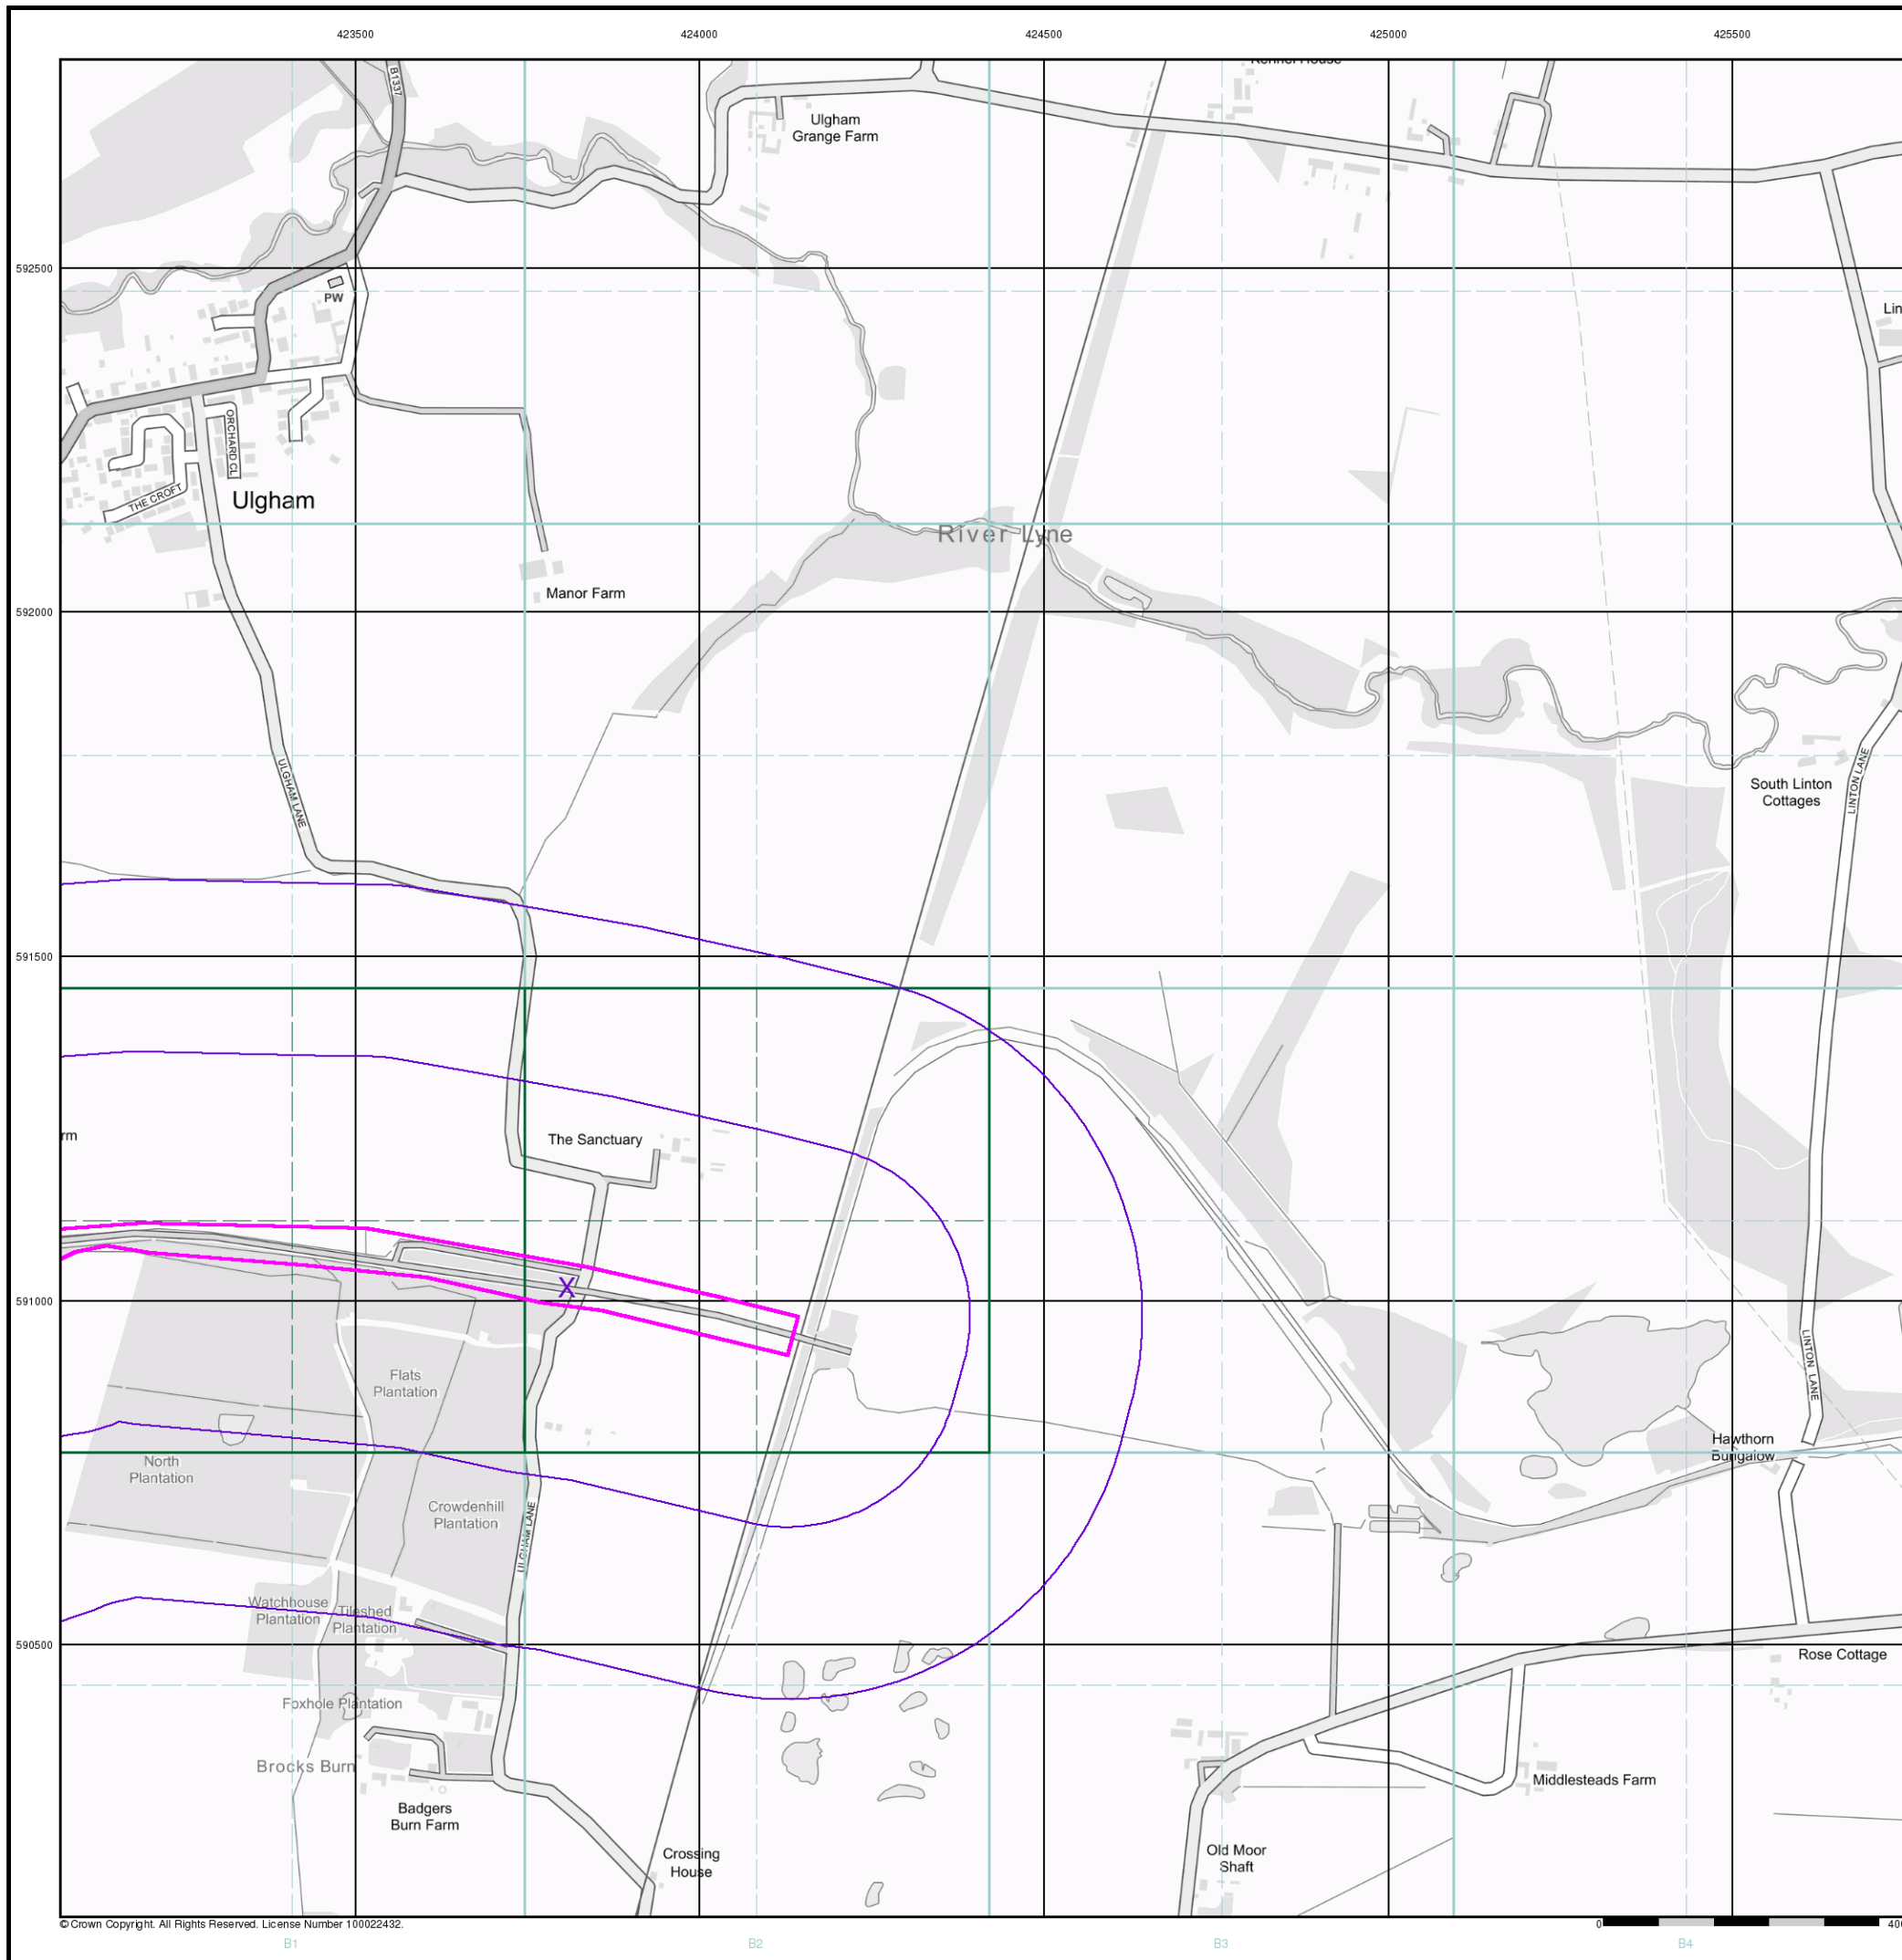 423500
424000
424500
425000
425500
B1337
Ulgham
Grange Farm
592500
PW
ORCHARD CL
THE CROFT
Ulgham
River Lyne
Manor Farm
592000
ULGHAM LANE
South Linton
Cottages
LINTON LANE
Lin
591500
The Sanctuary
rm
X
591000
Flats
Plantation
LINTON LANE
Hawthorn
Bungalow
North
Plantation
Crowdenhill
Plantation
ULGHAM LANE
Watchhouse
Plantation
Tileshed
Plantation
590500
Rose Cottage
Foxhole Plantation
Brocks Burn
Middlesteads Farm
Badgers
Burn Farm
Crossing
House
Old Moor
Shaft
© Crown Copyright. All Rights Reserved. License Number 100022432.
0
40
B1
B2
B3
B4